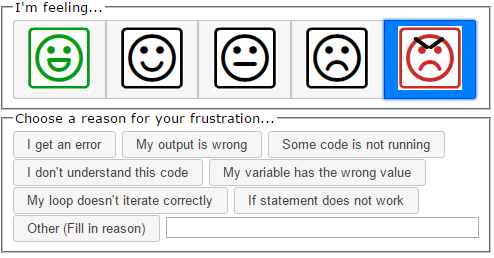 I'm feeling...
Choose a reason for your frustration...
I get an error My output is wrong Some code is not running
I don't understand this code My variable has the wrong value
My loop doesn't iterate correctly If statement does not work
Other (Fill in reason)